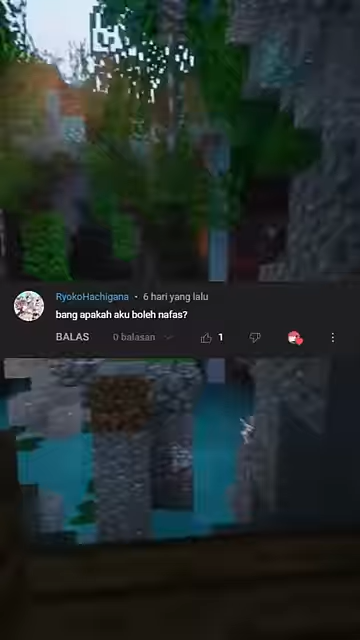 RyokoHachigana • 6 hari yang lalu
bang apakah aku boleh nafas?
BALAS 0 balasan 1